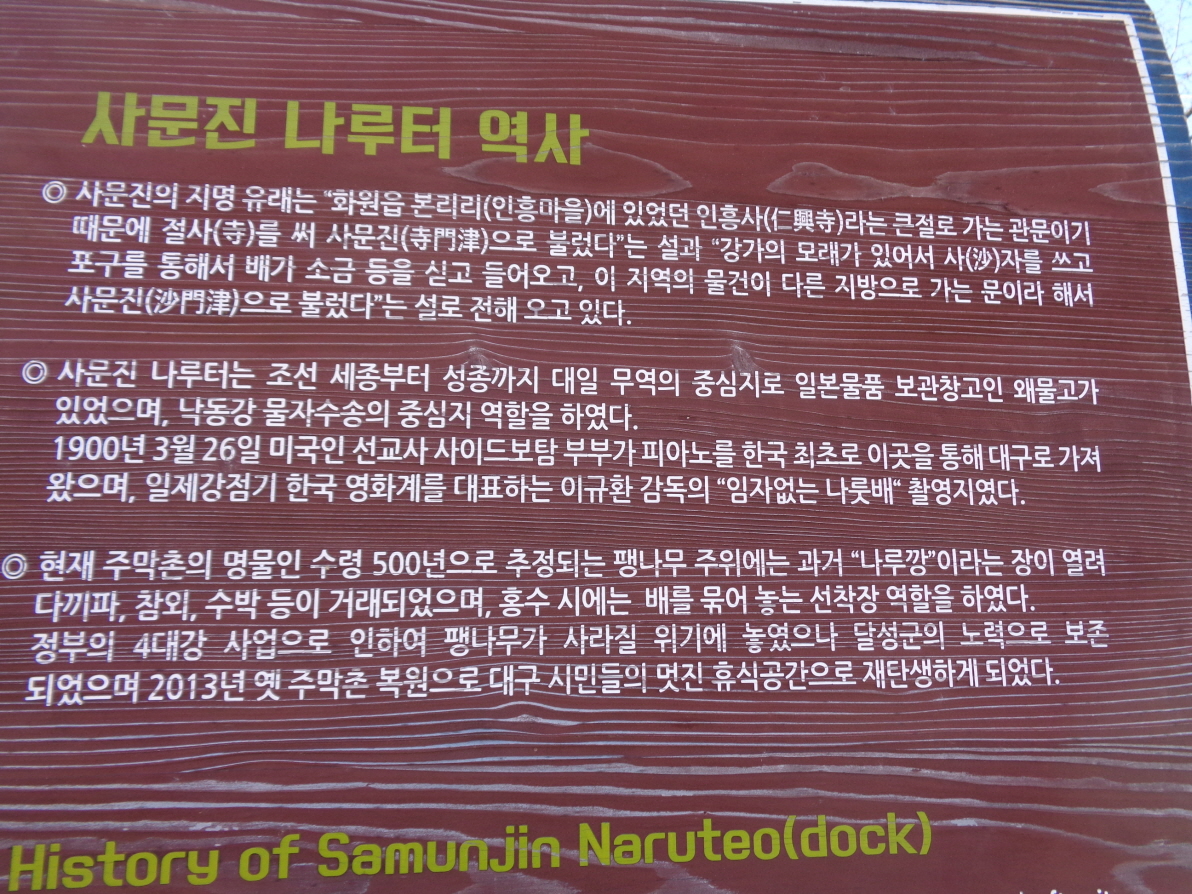 사문진 나루터 역사
◎ 사문진의 지명 유래는 “화원읍 본리리(인흥마을)에 있었던 인흥사(仁興寺)라는 큰절로 가는 관문이기
때문에 절사(寺)를 써 사문진(寺門津)으로 불렀다”는 설과 “강가의 모래가 있어서 사(沙)자를 쓰고
포구를 통해서 배가 소금 등을 싣고 들어오고, 이 지역의 물건이 다른 지방으로 가는 문이라 해서
사문진(沙門津)으로 불렀다”는 설로 전해 오고 있다.
◎ 사문진 나루터는 조선 세종부터 성종까지 대일 무역의 중심지로 일본물품 보관창고인 왜물고가
있었으며, 낙동강 물자수송의 중심지 역할을 하였다.
1900년 3월 26일 미국인 선교사 사이드보탐 부부가 피아노를 한국 최초로 이곳을 통해 대구로 가져
왔으며, 일제강점기 한국 영화계를 대표하는 이규환 감독의 “임자없는 나룻배“ 촬영지였다.
◎ 현재 주막촌의 명물인 수령 500년으로 추정되는 팽나무 주위에는 과거 “나루깡”이라는 장이 열려
다끼파, 참외, 수박 등이 거래되었으며, 홍수 시에는 배를 묶어 놓는 선착장 역할을 하였다.
정부의 4대강 사업으로 인하여 팽나무가 사라질 위기에 놓였으나 달성군의 노력으로 보존
되었으며 2013년 옛 주막촌 복원으로 대구 시민들의 멋진 휴식공간으로 재탄생하게 되었다.
History of Samunjin Naruteo(dock)